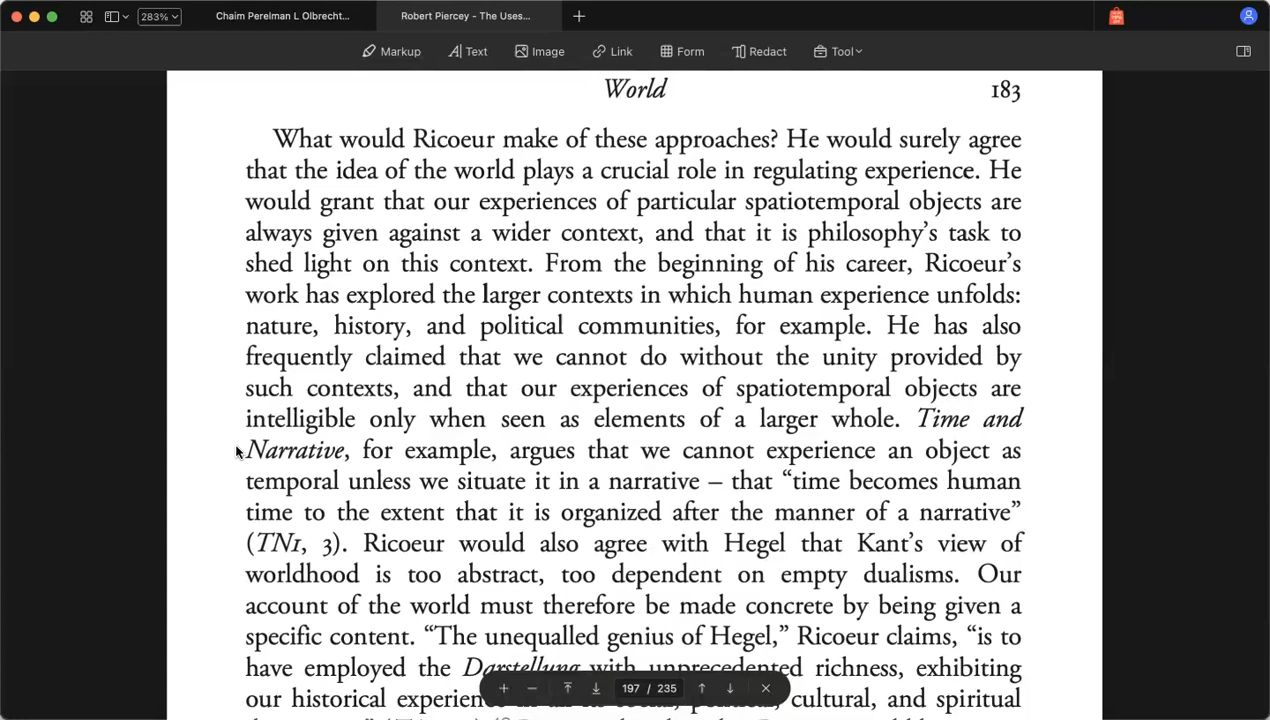 283%
Chaim Perelman L Olbrecht...
Robert Piercey - The Uses...
Markup
Text
Image
Link
Form
Redact
Tool
World 183
What would Ricoeur make of these approaches? He would surely agree
that the idea of the world plays a crucial role in regulating experience. He
would grant that our experiences of particular spatiotemporal objects are
always given against a wider context, and that it is philosophy's task to
shed light on this context. From the beginning of his career, Ricoeur's
work has explored the larger contexts in which human experience unfolds:
nature, history, and political communities, for example. He has also
frequently claimed that we cannot do without the unity provided by
such contexts, and that our experiences of spatiotemporal objects are
intelligible only when seen as elements of a larger whole. Time and
Narrative, for example, argues that we cannot experience an object as
temporal unless we situate it in a narrative – that “time becomes human
time to the extent that it is organized after the manner of a narrative”
(TN1, 3). Ricoeur would also agree with Hegel that Kant's view of
worldhood is too abstract, too dependent on empty dualisms. Our
account of the world must therefore be made concrete by being given a
specific content. “The unequalled genius of Hegel,” Ricoeur claims, “is to
have employed the Darstellung with unprecedented richness, exhibiting
our historical experience in all its social, political, cultural, and spiritual
197 / 235